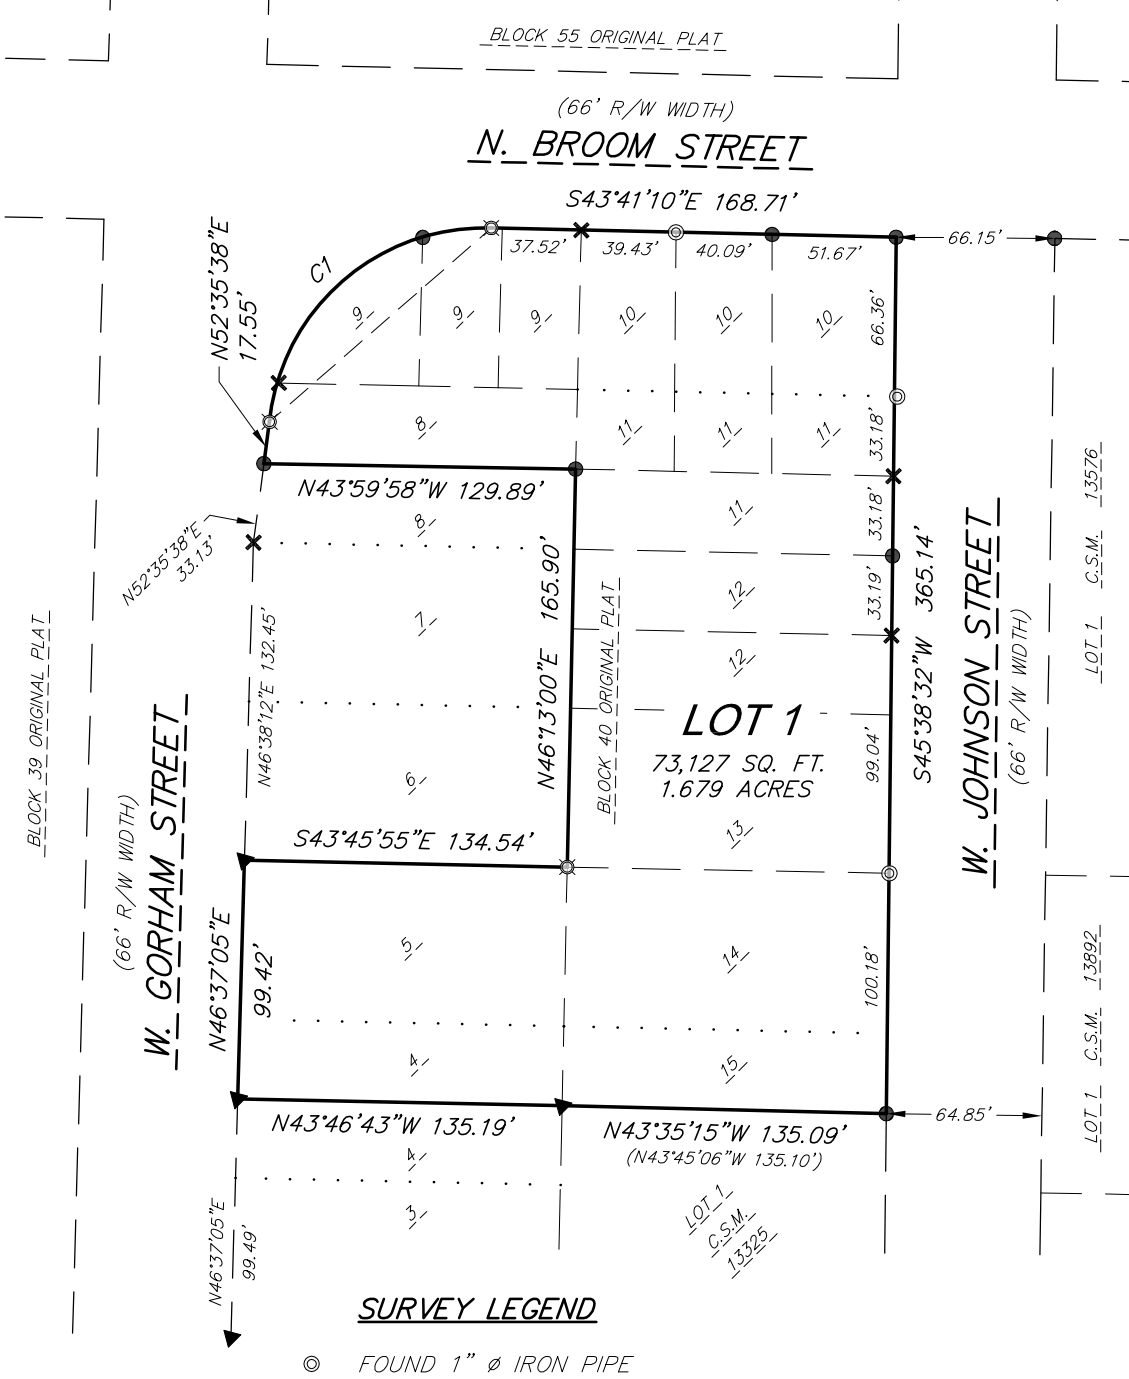 BLOCK 55 ORIGINAL PLAT
(66' R/W WIDTH)
N. BROOM STREET
S43°41'10"E 168.71'
37.52'
39.43'
40.09'
51.67'
66.15'
C1
N52°35'38"E
17.55'
9
9
9
10
10
10
66.36'
8
11
11
11
33.18'
N43°59'58"W 129.89'
8
11
33.18'
N52°35'38"E
33.13'
7
12
33.19'
12
N46°38'12"E 132.45'
N46°13'00"E 165.90'
BLOCK 40 ORIGINAL PLAT
LOT 1
73,127 SQ. FT.
1.679 ACRES
99.04'
S45°38'32"W 365.14'
W. JOHNSON STREET
(66' R/W WIDTH)
LOT 1 C.S.M. 13576
BLOCK 39 ORIGINAL PLAT
(66' R/W WIDTH)
W. GORHAM STREET
6
13
S43°45'55"E 134.54'
N46°37'05"E
99.42'
5
14
100.18'
4
15
LOT 1 C.S.M. 13892
64.85'
N43°46'43"W 135.19'
N43°35'15"W 135.09'
(N43°45'06"W 135.10')
4
3
LOT 1
C.S.M.
13325
N46°37'05"E
99.49'
SURVEY LEGEND
FOUND 1" ø IRON PIPE